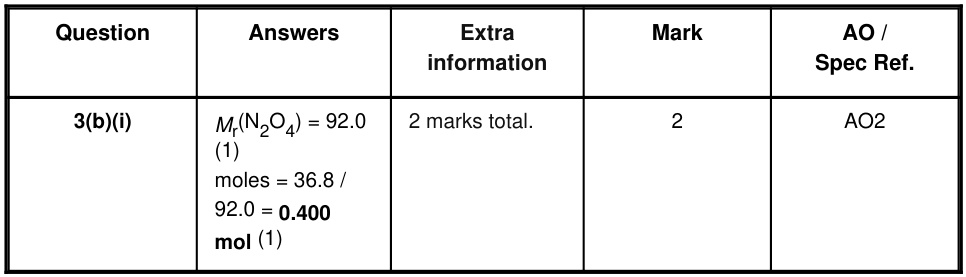 Question
Answers
Extra
information
Mark
AO /
Spec Ref.
3(b)(i)
Mr(N2O4) = 92.0
(1)
moles = 36.8 /
92.0 = 0.400
mol (1)
2 marks total.
2
AO2